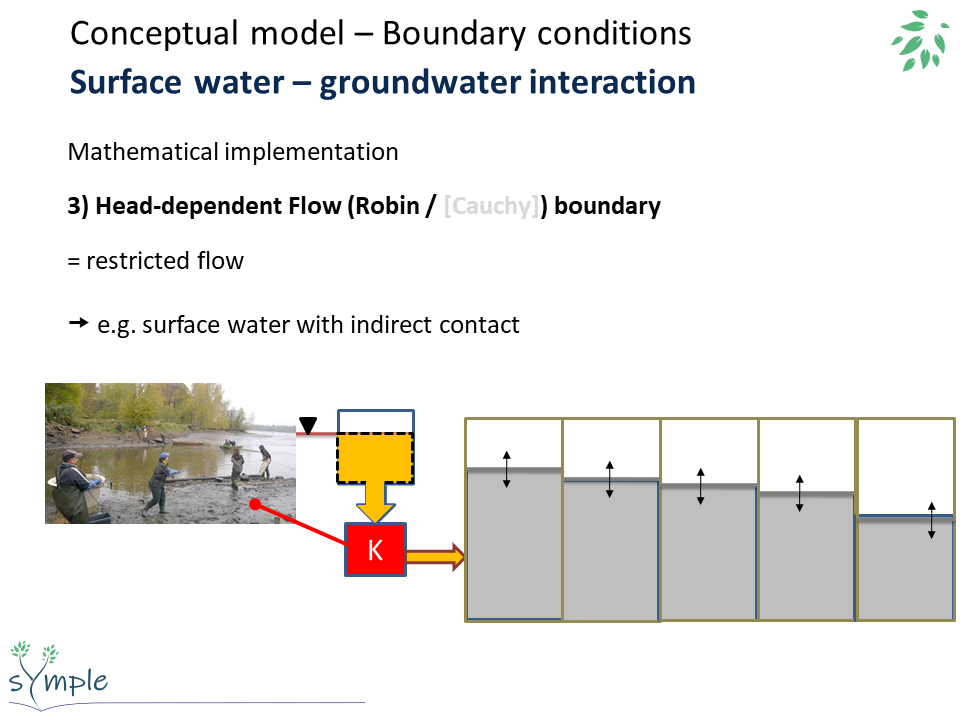 Conceptual model – Boundary conditions
Surface water – groundwater interaction
Mathematical implementation
3) Head-dependent Flow (Robin / [Cauchy]) boundary
= restricted flow
→ e.g. surface water with indirect contact
K
sYmple